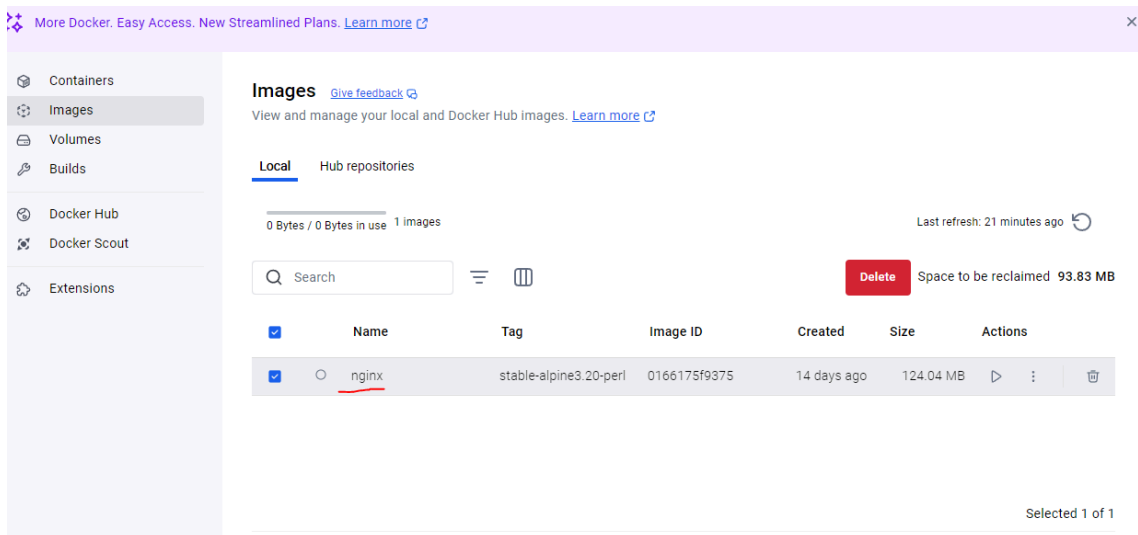 More Docker. Easy Access. New Streamlined Plans. Learn more
Containers
Images
Volumes
Builds
Docker Hub
Docker Scout
Extensions
Images Give feedback
View and manage your local and Docker Hub images. Learn more
Local Hub repositories
0 Bytes / 0 Bytes in use 1 images
Last refresh: 21 minutes ago
Search
Delete Space to be reclaimed 93.83 MB
Name Tag Image ID Created Size Actions
nginx stable-alpine3.20-perl 0166175f9375 14 days ago 124.04 MB
Selected 1 of 1